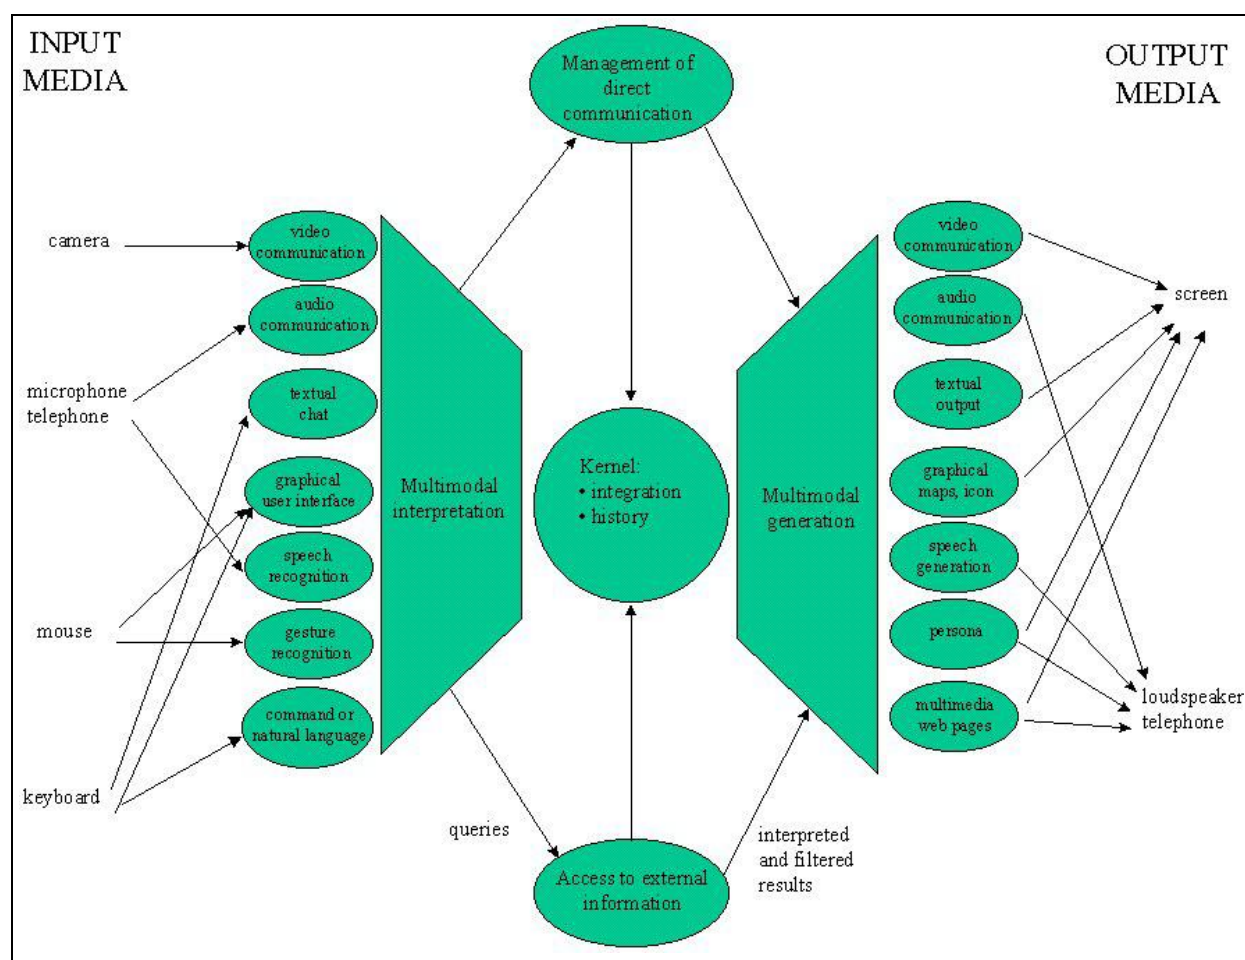 INPUT
MEDIA
OUTPUT
MEDIA
Management of
direct
communication
camera
microphone
telephone
mouse
keyboard
video
communication
audio
communication
textual
chat
graphical
user interface
speech
recognition
gesture
recognition
command or
natural language
Multimodal
interpretation
Kernel:
• integration
• history
Multimodal
generation
video
communication
audio
communication
textual
output
graphical
maps, icon
speech
generation
persona
multimedia
web pages
screen
loudspeaker
telephone
queries
interpreted
and filtered
results
Access to external
information